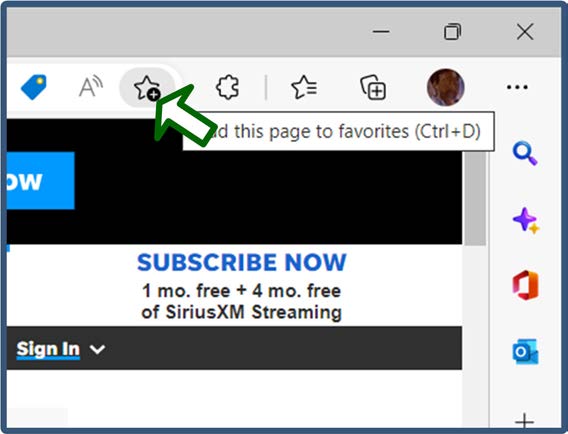 A
this page to favorites (Ctrl+D)
ow
SUBSCRIBE NOW
1 mo. free + 4 mo. free
of SiriusXM Streaming
Sign In